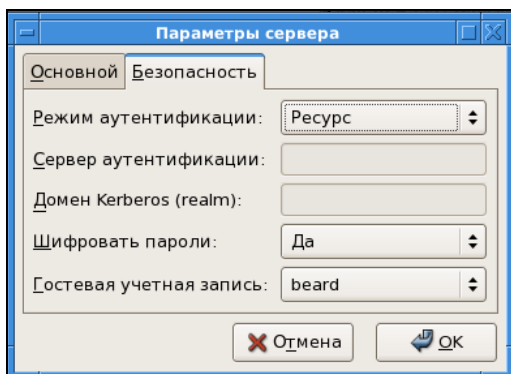 Параметры сервера
Основной Безопасность
Режим аутентификации: Ресурс
Сервер аутентификации:
Домен Kerberos (realm):
Шифровать пароли: Да
Гостевая учетная запись: beard
Отмена OK